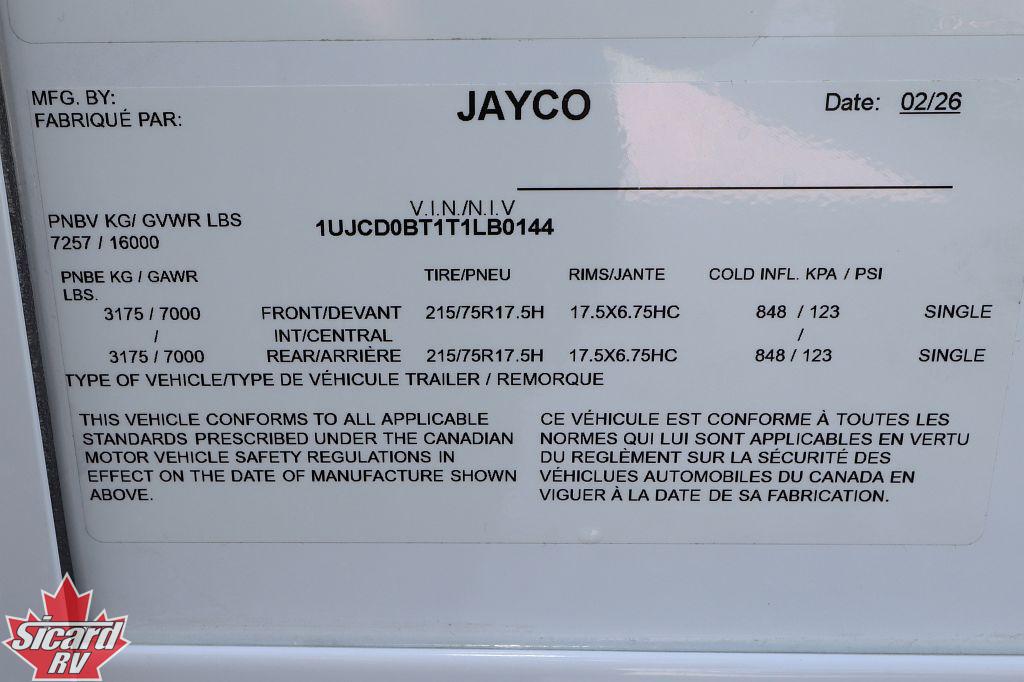 MFG. BY:
FABRIQUÉ PAR:
JAYCO
Date: 02/26
V.I.N./N.I.V
1UJCD0BT1T1LB0144
PNBV KG/ GVWR LBS
7257 / 16000
PNBE KG / GAWR LBS. TIRE/PNEU RIMS/JANTE COLD INFL. KPA / PSI
3175 / 7000 FRONT/DEVANT 215/75R17.5H 17.5X6.75HC 848 / 123 SINGLE
/ INT/CENTRAL /
3175 / 7000 REAR/ARRIÈRE 215/75R17.5H 17.5X6.75HC 848 / 123 SINGLE
TYPE OF VEHICLE/TYPE DE VÉHICULE TRAILER / REMORQUE
THIS VEHICLE CONFORMS TO ALL APPLICABLE
STANDARDS PRESCRIBED UNDER THE CANADIAN
MOTOR VEHICLE SAFETY REGULATIONS IN
EFFECT ON THE DATE OF MANUFACTURE SHOWN
ABOVE.
CE VÉHICULE EST CONFORME À TOUTES LES
NORMES QUI LUI SONT APPLICABLES EN VERTU
DU REGLÈMENT SUR LA SÉCURITÉ DES
VÉHICLUES AUTOMOBILES DU CANADA EN
VIGUER À LA DATE DE SA FABRICATION.
Sicard
RV